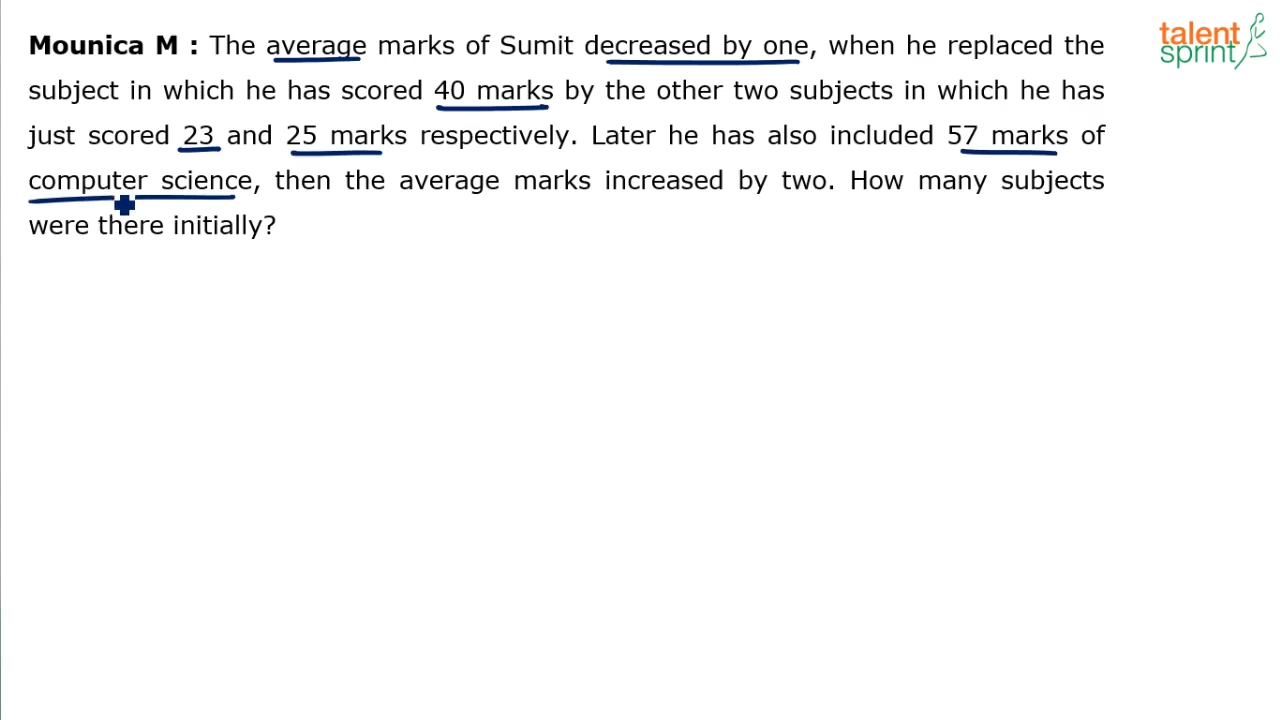 Mounica M : The average marks of Sumit decreased by one, when he replaced the
subject in which he has scored 40 marks by the other two subjects in which he has
just scored 23 and 25 marks respectively. Later he has also included 57 marks of
computer science, then the average marks increased by two. How many subjects
were there initially?
talent
sprint